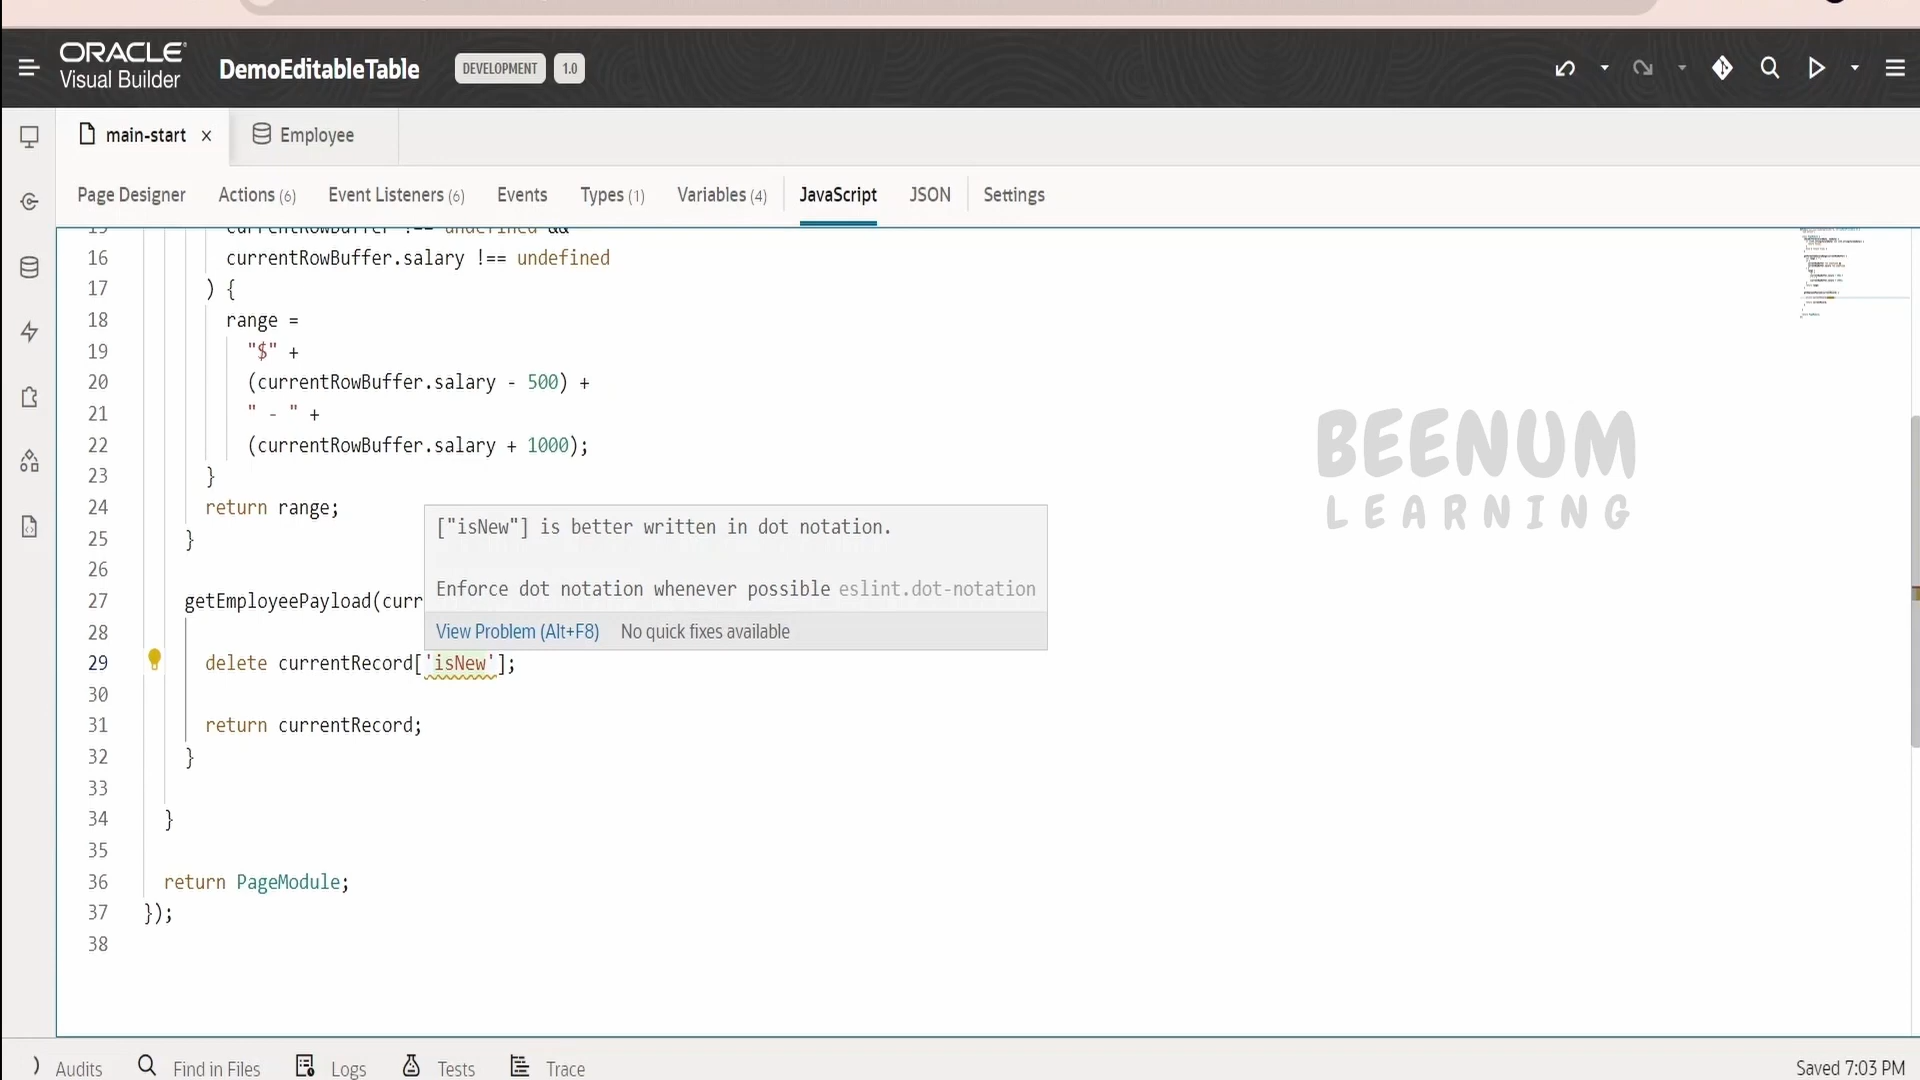 ORACLE
Visual Builder
DemoEditableTable
DEVELOPMENT
1.0
main-start
Employee
Page Designer
Actions (6)
Event Listeners (6)
Events
Types (1)
Variables (4)
JavaScript
JSON
Settings
15 currentRowBuffer !== undefined &&
16 currentRowBuffer.salary !== undefined
17 ) {
18 range =
19 "$" +
20 (currentRowBuffer.salary - 500) +
21 " - " +
22 (currentRowBuffer.salary + 1000);
23 }
24 return range;
25 }
26
["isNew"] is better written in dot notation.
Enforce dot notation whenever possible eslint.dot-notation
View Problem (Alt+F8) No quick fixes available
27 getEmployeePayload(curr
28
29 delete currentRecord['isNew'];
30
31 return currentRecord;
32 }
33
34 }
35
36 return PageModule;
37 });
38
BEENUM
LEARNING
Audits
Find in Files
Logs
Tests
Trace
Saved 7:03 PM